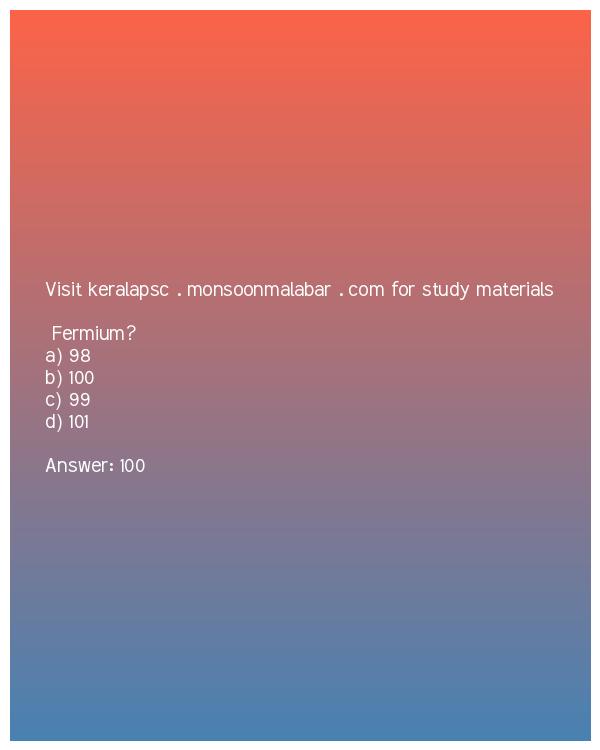 Visit keralapsc . monsoonmalabar . com for study materials
Fermium?
a) 98
b) 100
c) 99
d) 101
Answer: 100